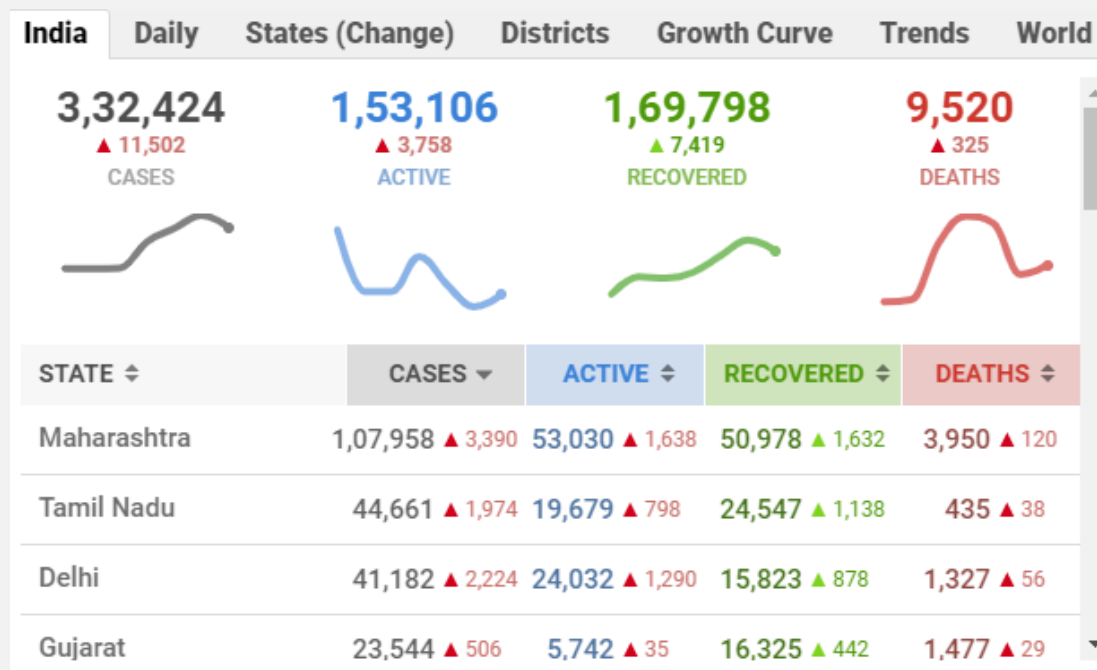 India Daily States (Change) Districts Growth Curve Trends World
3,32,424 1,53,106 1,69,798 9,520
▲ 11,502 ▲ 3,758 ▲ 7,419 ▲ 325
CASES ACTIVE RECOVERED DEATHS
STATE CASES ACTIVE RECOVERED DEATHS
Maharashtra 1,07,958 ▲ 3,390 53,030 ▲ 1,638 50,978 ▲ 1,632 3,950 ▲ 120
Tamil Nadu 44,661 ▲ 1,974 19,679 ▲ 798 24,547 ▲ 1,138 435 ▲ 38
Delhi 41,182 ▲ 2,224 24,032 ▲ 1,290 15,823 ▲ 878 1,327 ▲ 56
Gujarat 23,544 ▲ 506 5,742 ▲ 35 16,325 ▲ 442 1,477 ▲ 29